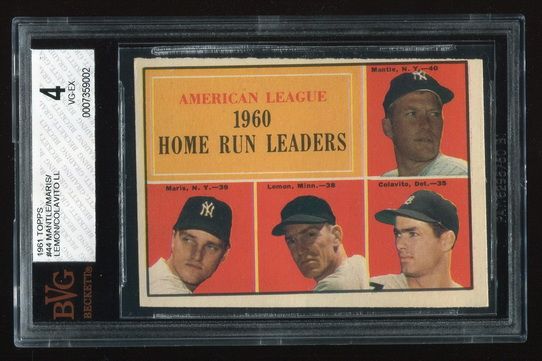 4
VG-EX
0007359002
1961 TOPPS
#44 MANTLE/MARIS/
LEMON/COLAVITO LL
BVG
BECKETT®
AMERICAN LEAGUE
1960
HOME RUN LEADERS
Mantle, N. Y.—40
Maris, N. Y.—39
Lemon, Minn.—38
Colavito, Det.—35